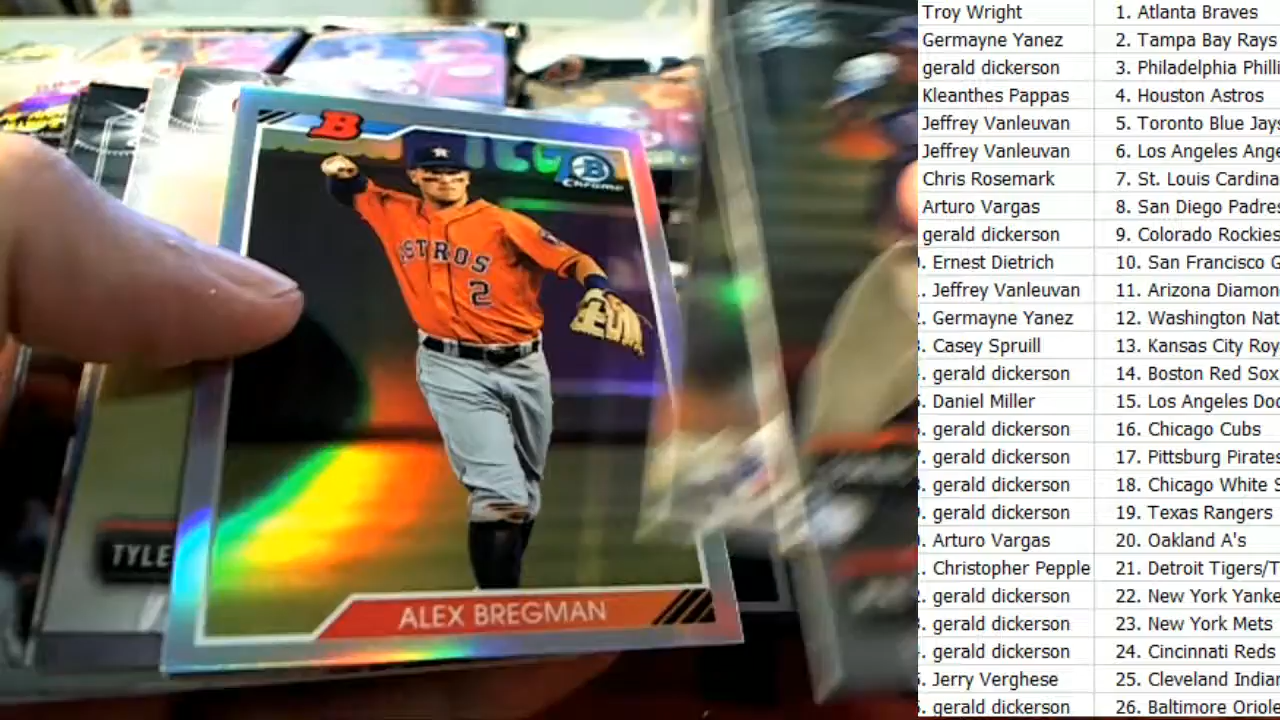 B
B
Chrome
ASTROS
2
TYLE
ALEX BREGMAN
Troy Wright 1. Atlanta Braves
Germayne Yanez 2. Tampa Bay Rays
gerald dickerson 3. Philadelphia Philli
Kleanthes Pappas 4. Houston Astros
Jeffrey Vanleuvan 5. Toronto Blue Jays
Jeffrey Vanleuvan 6. Los Angeles Ange
Chris Rosemark 7. St. Louis Cardina
Arturo Vargas 8. San Diego Padres
gerald dickerson 9. Colorado Rockies
. Ernest Dietrich 10. San Francisco G
. Jeffrey Vanleuvan 11. Arizona Diamon
. Germayne Yanez 12. Washington Nat
. Casey Spruill 13. Kansas City Roy
. gerald dickerson 14. Boston Red Sox
. Daniel Miller 15. Los Angeles Doo
. gerald dickerson 16. Chicago Cubs
. gerald dickerson 17. Pittsburg Pirates
. gerald dickerson 18. Chicago White S
. gerald dickerson 19. Texas Rangers
. Arturo Vargas 20. Oakland A's
. Christopher Pepple 21. Detroit Tigers/T
. gerald dickerson 22. New York Yanke
. gerald dickerson 23. New York Mets
. gerald dickerson 24. Cincinnati Reds
. Jerry Verghese 25. Cleveland Indian
. gerald dickerson 26. Baltimore Oriole